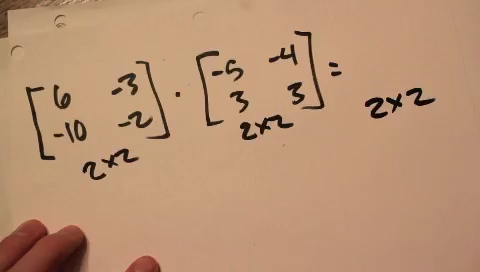 [6 -3] · [-5 -4] =
[-10 -2] [3 3]
2×2 2×2 2×2